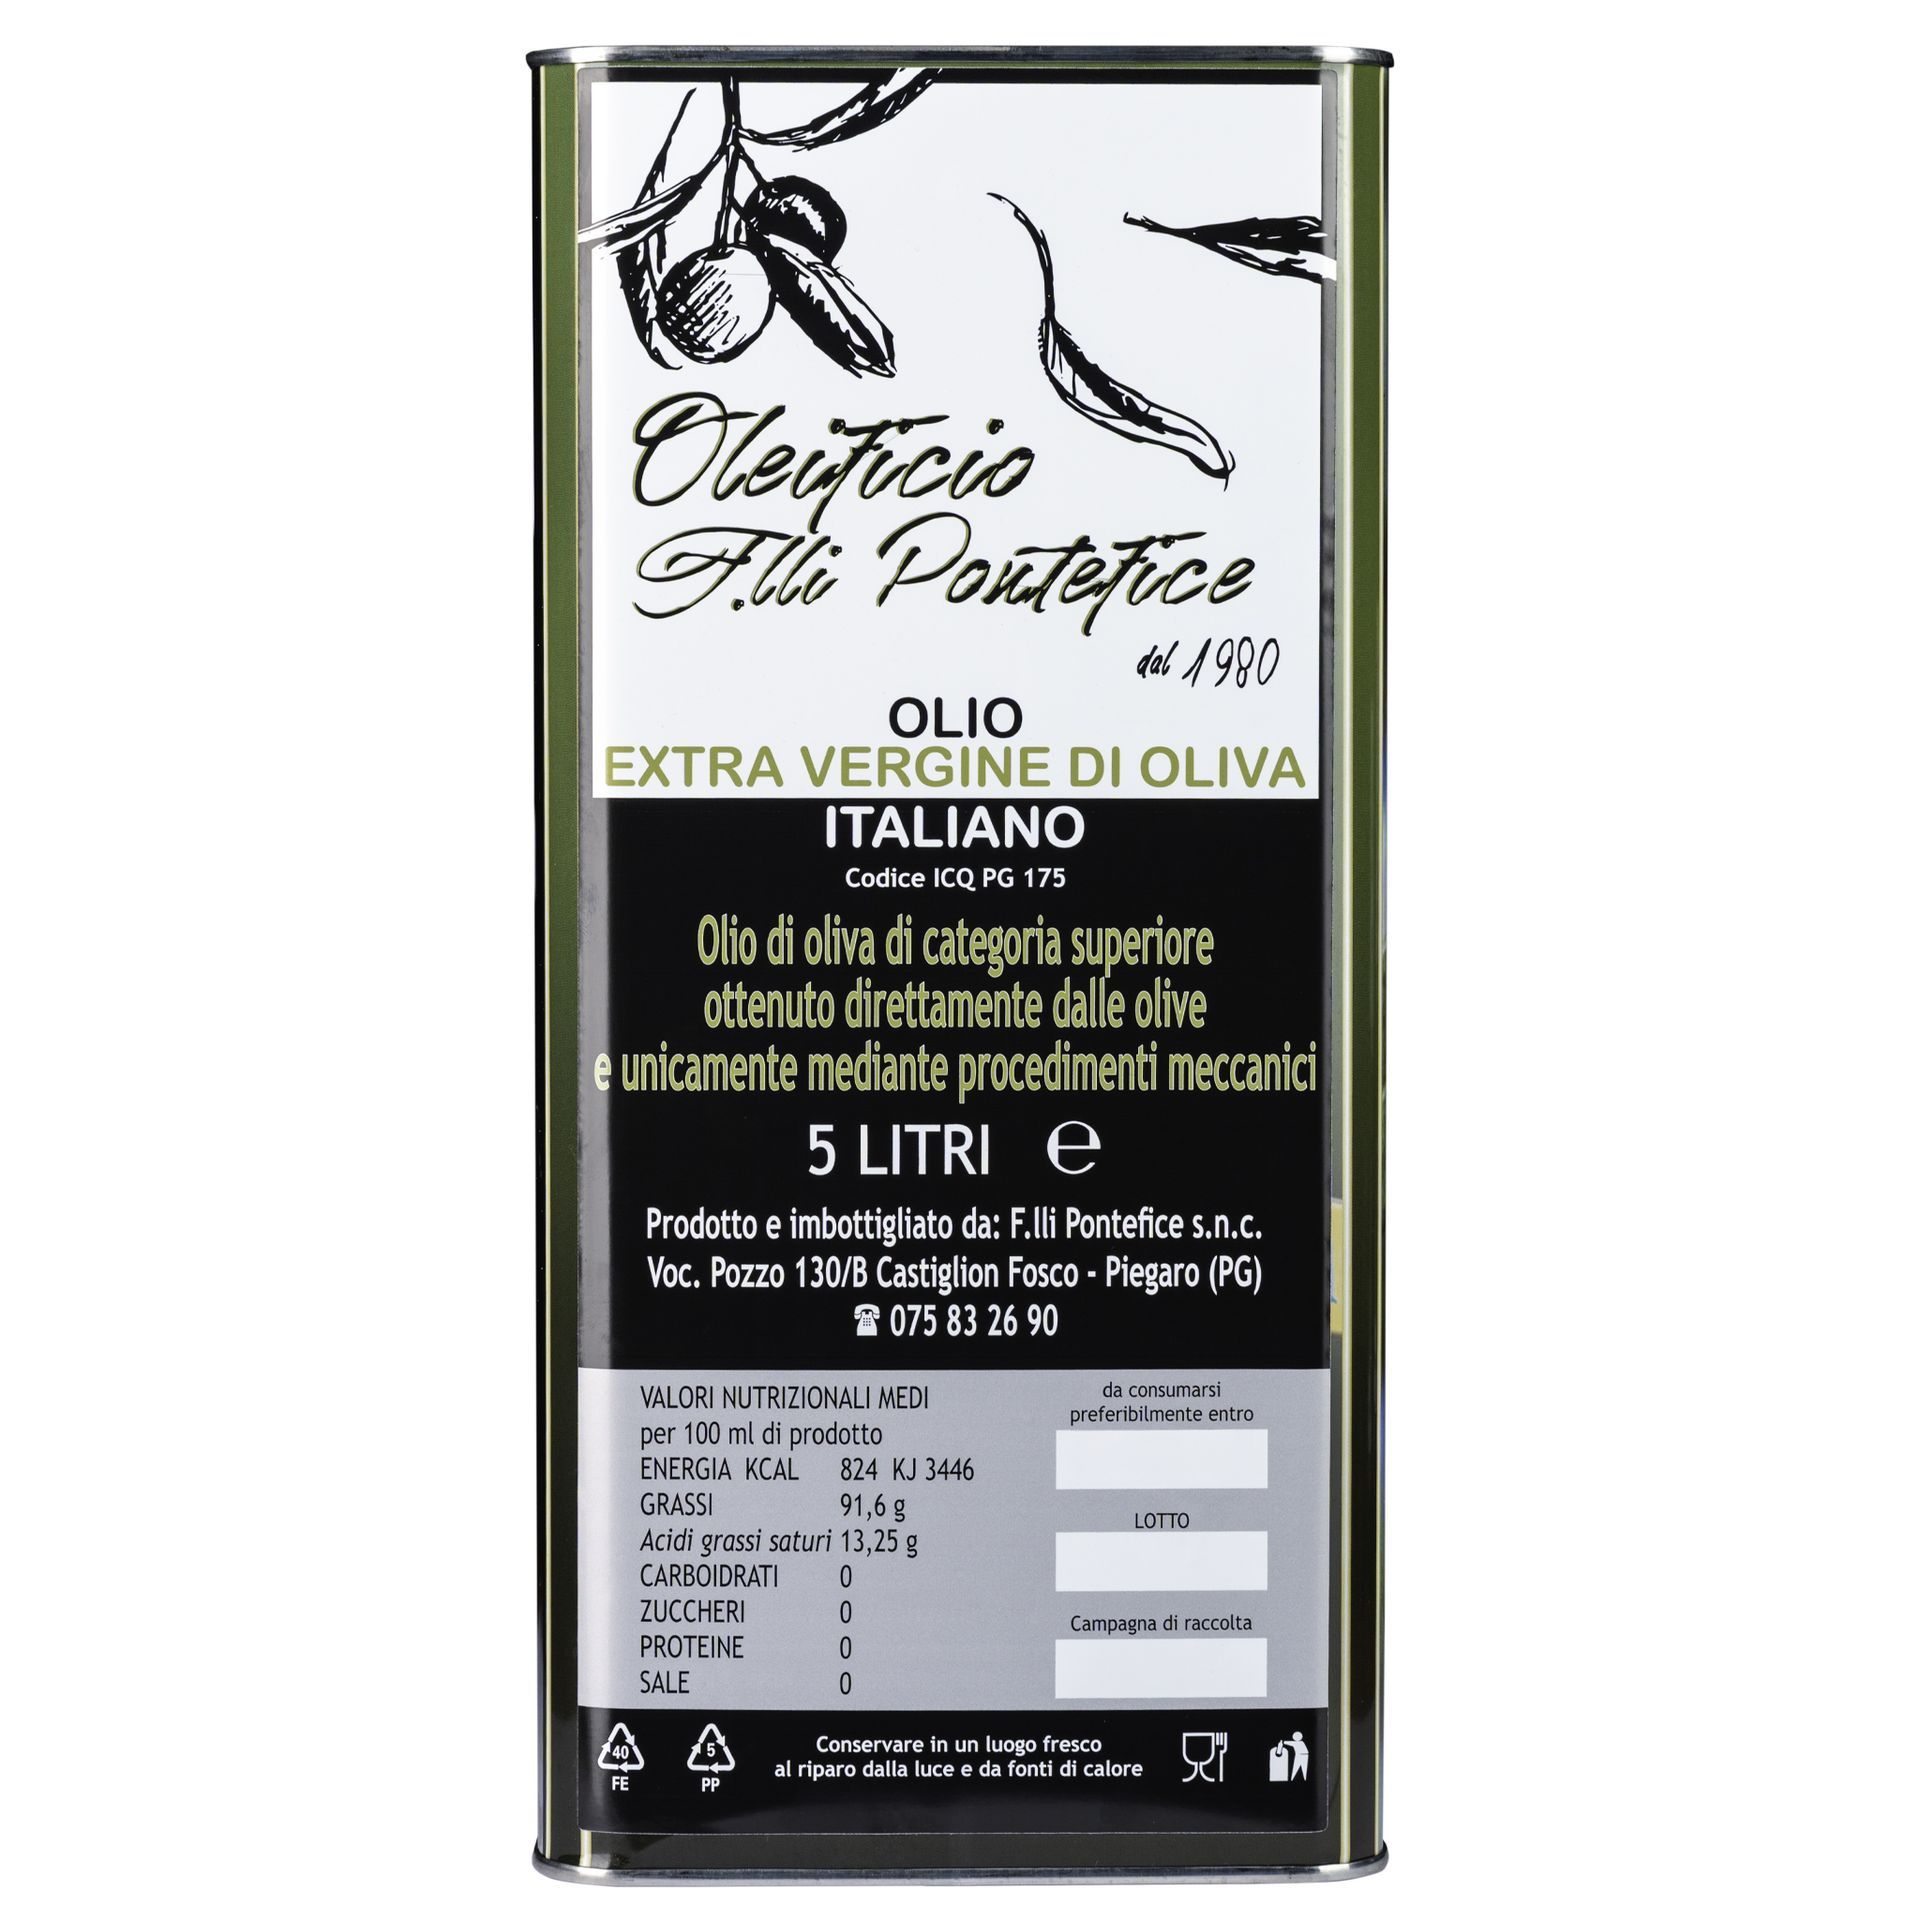 Oleificio
F.lli Pontefice
dal 1980
OLIO
EXTRA VERGINE DI OLIVA
ITALIANO
Codice ICQ PG 175
Olio di oliva di categoria superiore
ottenuto direttamente dalle olive
e unicamente mediante procedimenti meccanici
5 LITRI ℮
Prodotto e imbottigliato da: F.lli Pontefice s.n.c.
Voc. Pozzo 130/B Castiglion Fosco - Piegaro (PG)
☎ 075 83 26 90
VALORI NUTRIZIONALI MEDI
per 100 ml di prodotto
ENERGIA KCAL 824 KJ 3446
GRASSI 91,6 g
Acidi grassi saturi 13,25 g
CARBOIDRATI 0
ZUCCHERI 0
PROTEINE 0
SALE 0
da consumarsi
preferibilmente entro
LOTTO
Campagna di raccolta
40
FE
5
PP
Conservare in un luogo fresco
al riparo dalla luce e da fonti di calore